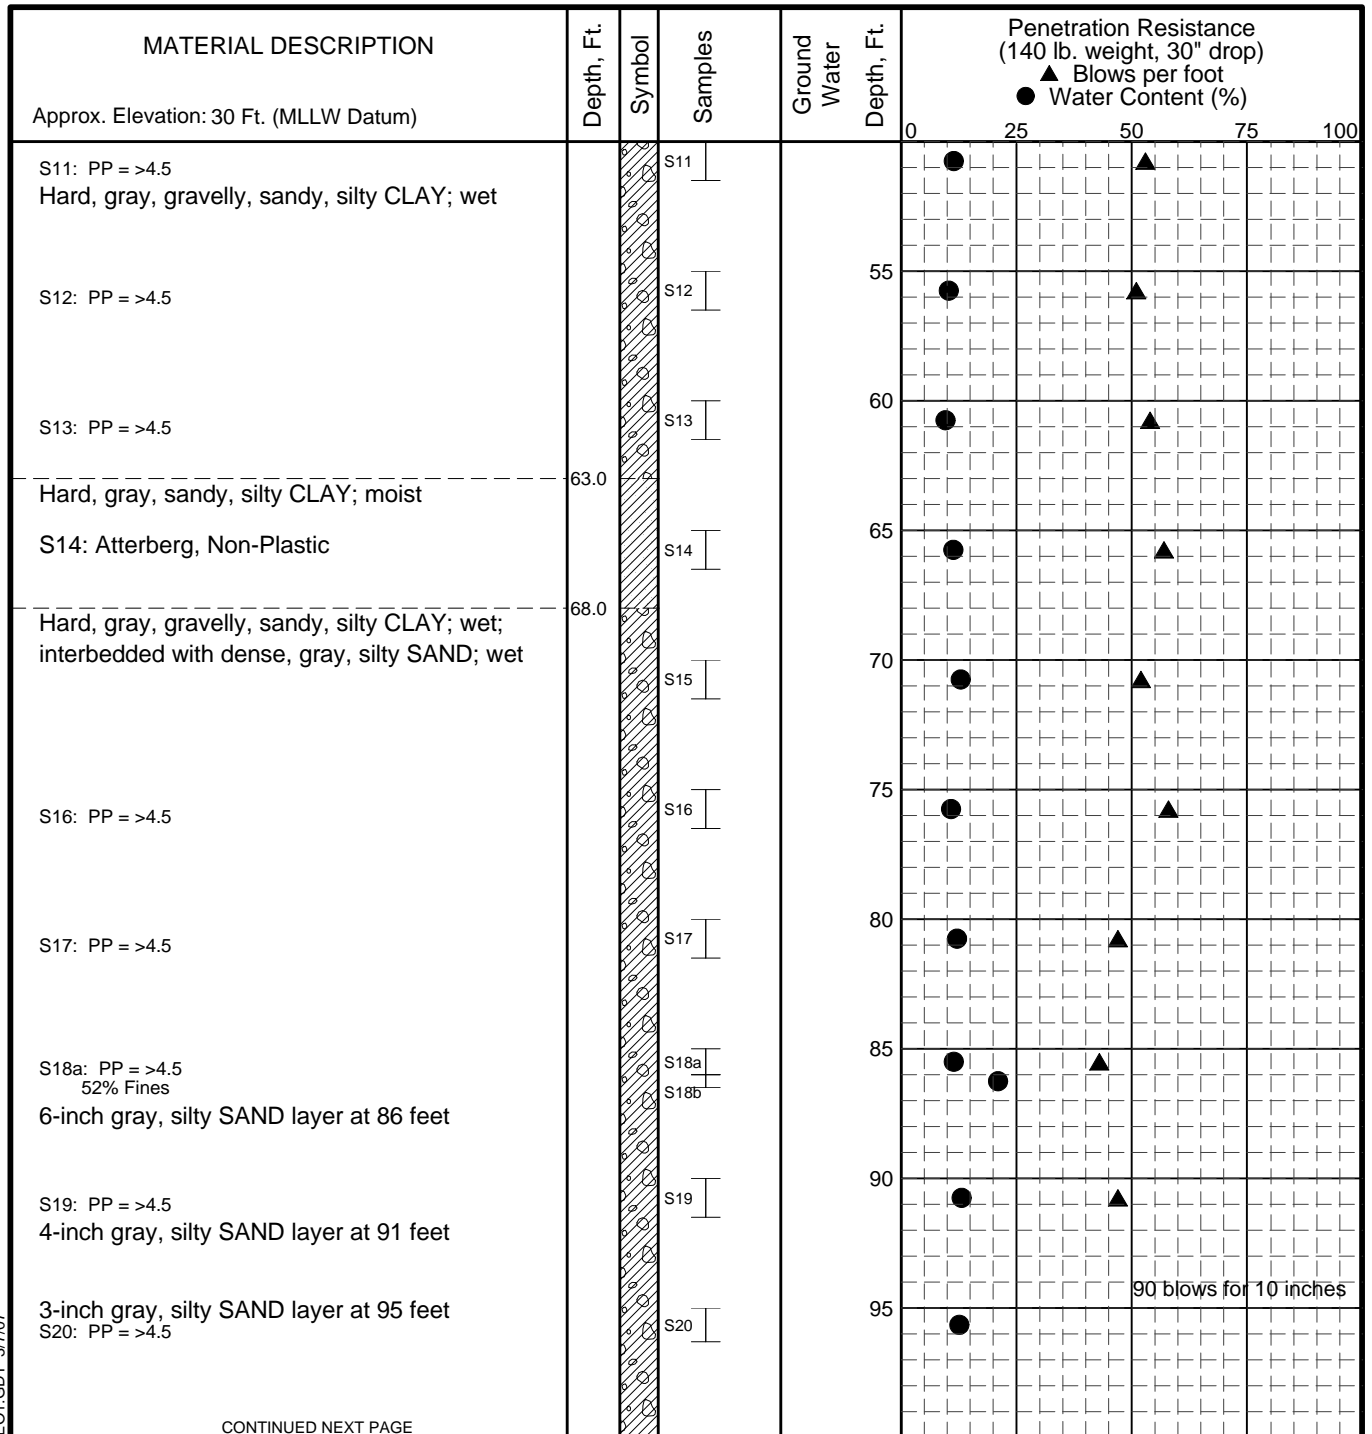 MATERIAL DESCRIPTION
Approx. Elevation: 30 Ft. (MLLW Datum)
Depth, Ft.
Symbol
Samples
Ground Water
Depth, Ft.
Penetration Resistance
(140 lb. weight, 30" drop)
▲ Blows per foot
● Water Content (%)
0 25 50 75 100
S11: PP = >4.5
S11
Hard, gray, gravelly, sandy, silty CLAY; wet
55
S12: PP = >4.5
S12
60
S13: PP = >4.5
S13
63.0
Hard, gray, sandy, silty CLAY; moist
65
S14: Atterberg, Non-Plastic
S14
68.0
Hard, gray, gravelly, sandy, silty CLAY; wet;
interbedded with dense, gray, silty SAND; wet
70
S15
75
S16: PP = >4.5
S16
80
S17: PP = >4.5
S17
85
S18a: PP = >4.5
S18a
52% Fines
S18b
6-inch gray, silty SAND layer at 86 feet
90
S19: PP = >4.5
S19
4-inch gray, silty SAND layer at 91 feet
90 blows for 10 inches
3-inch gray, silty SAND layer at 95 feet
95
S20: PP = >4.5
S20
CONTINUED NEXT PAGE